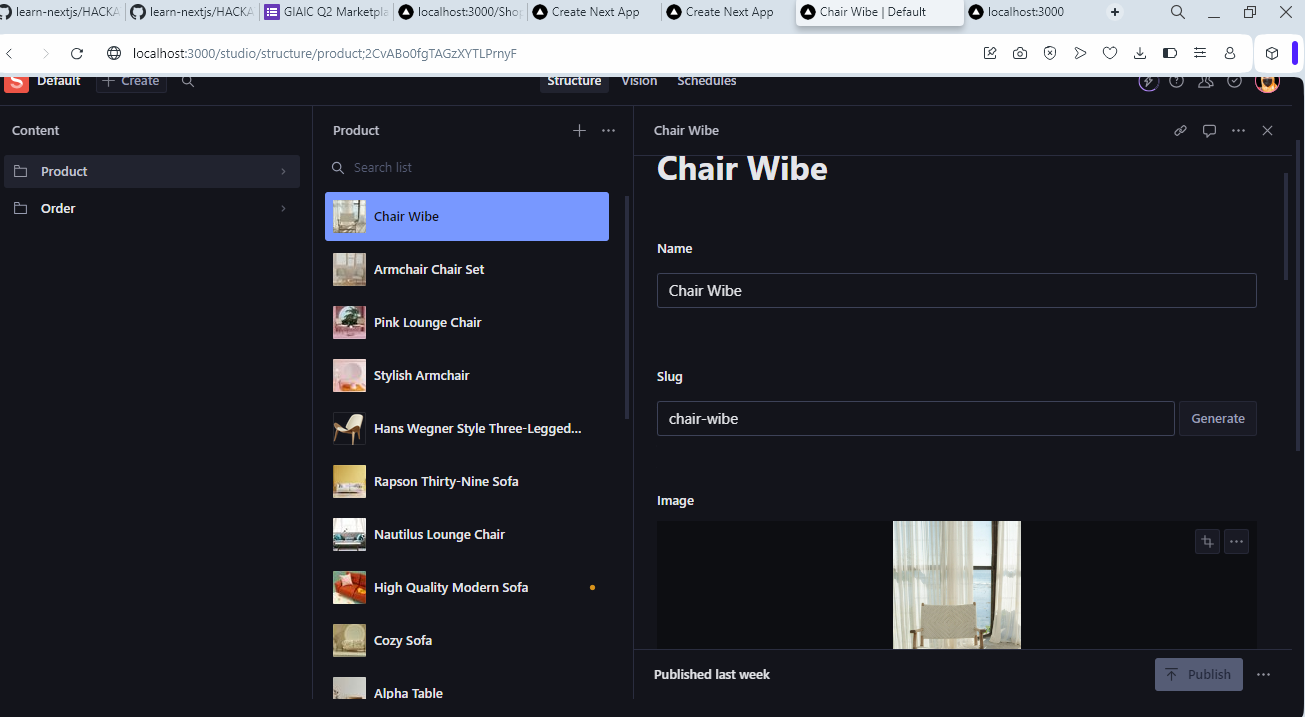 learn-nextjs/HACKA
learn-nextjs/HACKA
GIAIC Q2 Marketpla
localhost:3000/Shop
Create Next App
Create Next App
Chair Wibe | Default
localhost:3000
localhost:3000/studio/structure/product;2CvABo0fgTAGzXYTLPrnyF
S
Default
Create
Structure
Vision
Schedules
Content
Product
Order
Product
Search list
Chair Wibe
Armchair Chair Set
Pink Lounge Chair
Stylish Armchair
Hans Wegner Style Three-Legged...
Rapson Thirty-Nine Sofa
Nautilus Lounge Chair
High Quality Modern Sofa
Cozy Sofa
Alpha Table
Chair Wibe
Chair Wibe
Name
Chair Wibe
Slug
chair-wibe
Generate
Image
Published last week
Publish